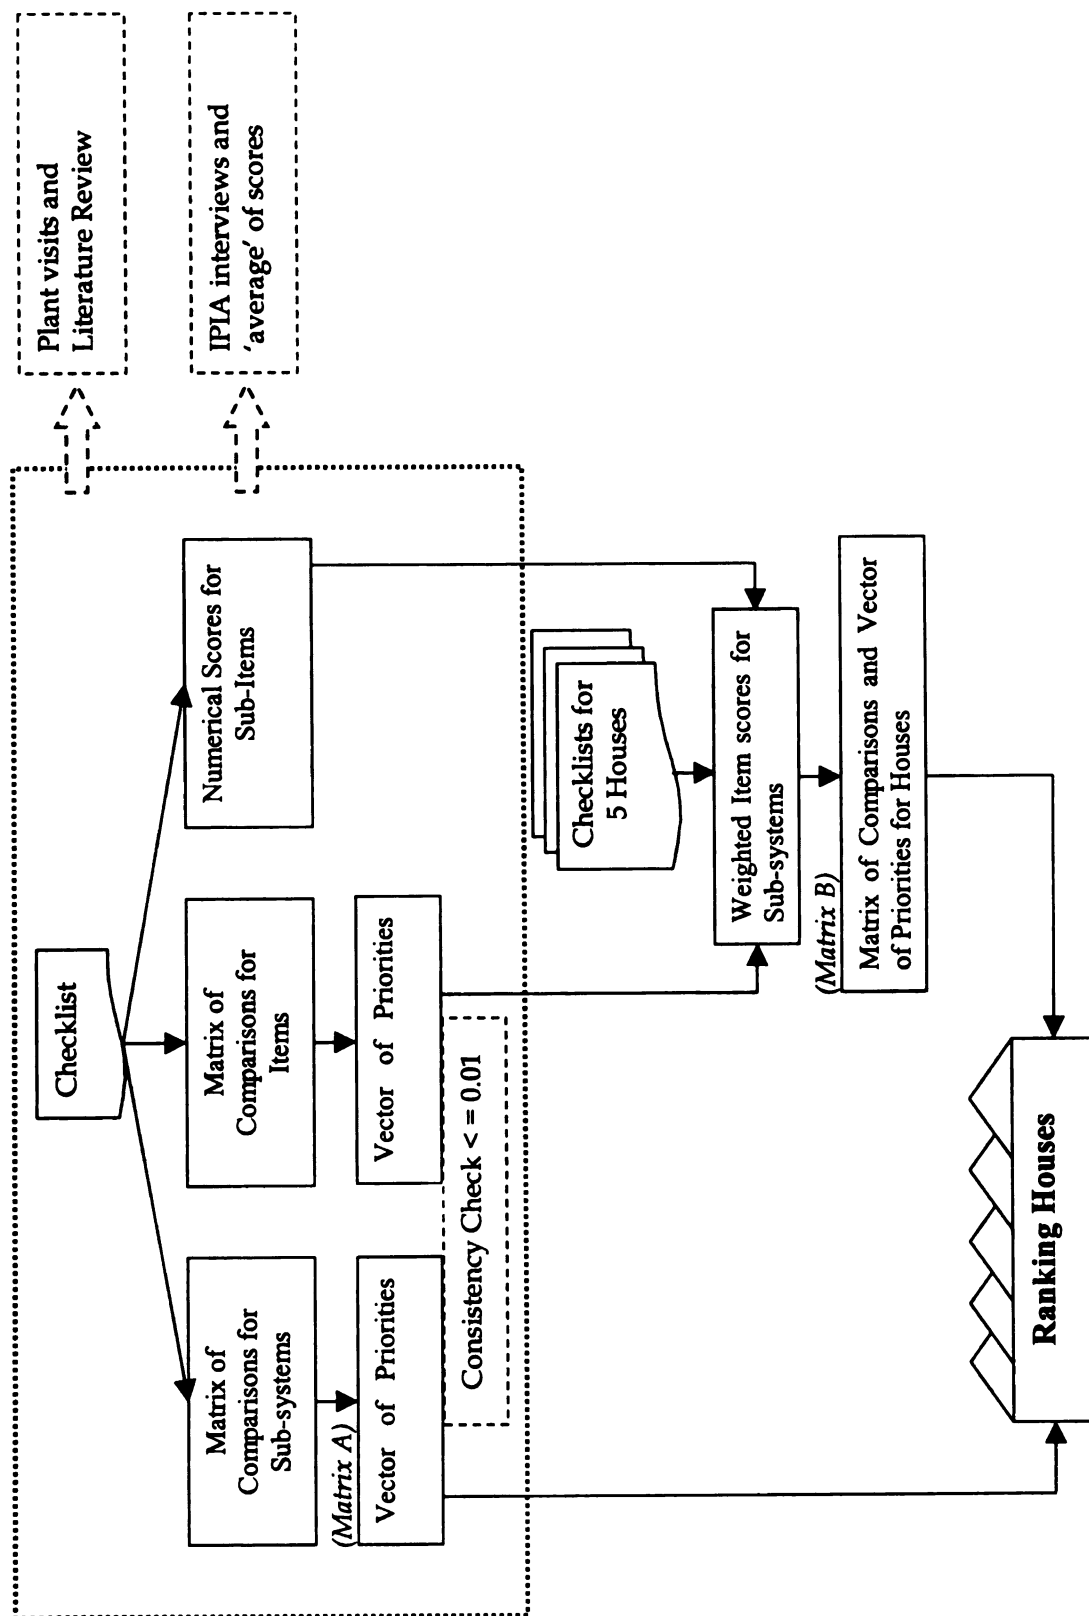 Plant visits and
Literature Review
IPIA interviews and
'average' of scores
Checklist
Matrix of
Comparisons for
Sub-systems
Matrix of
Comparisons for
Items
Numerical Scores for
Sub-Items
(Matrix A)
Vector of Priorities
Vector of Priorities
Consistency Check < = 0.01
Checklists for
5 Houses
Weighted Item scores for
Sub-systems
(Matrix B)
Matrix of Comparisons and Vector
of Priorities for Houses
Ranking Houses